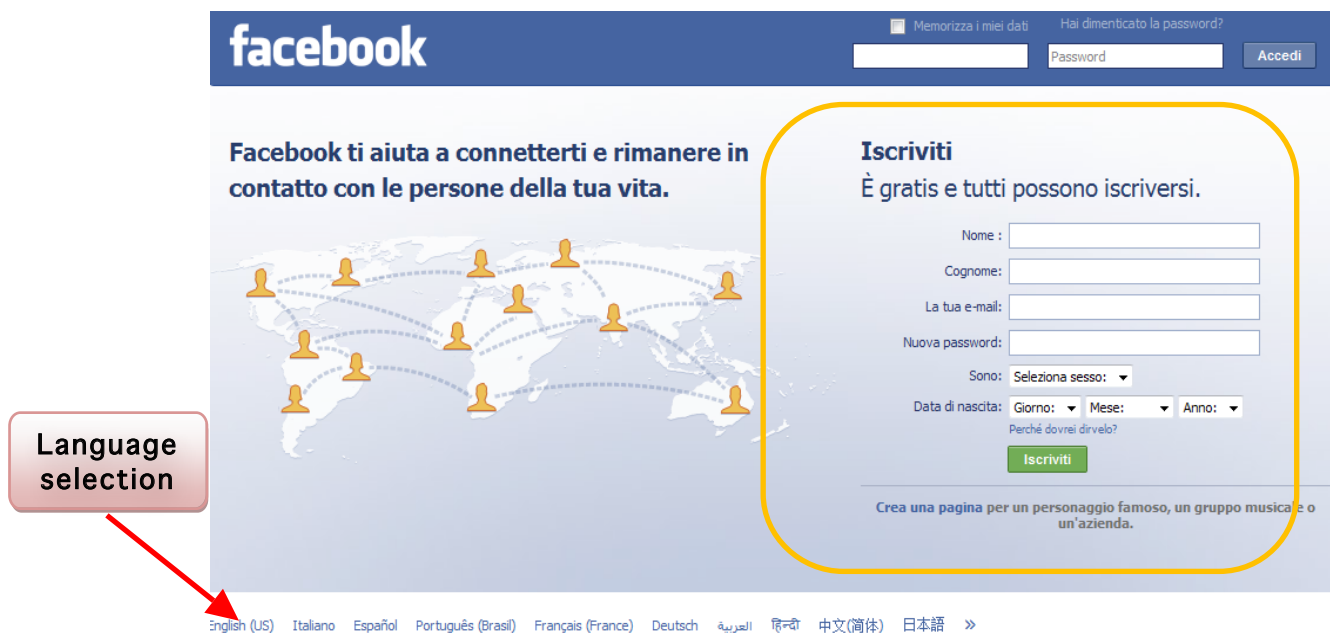 facebook
Memorizza i miei dati
Hai dimenticato la password?
Password
Accedi
Facebook ti aiuta a connetterti e rimanere in
contatto con le persone della tua vita.
Iscriviti
È gratis e tutti possono iscriversi.
Nome :
Cognome:
La tua e-mail:
Nuova password:
Sono: Seleziona sesso:
Data di nascita: Giorno: Mese: Anno:
Perché dovrei dirvelo?
Iscriviti
Crea una pagina per un personaggio famoso, un gruppo musicale o
un'azienda.
Language
selection
English (US) Italiano Español Português (Brasil) Français (France) Deutsch العربية हिन्दी 中文(简体) 日本語 »